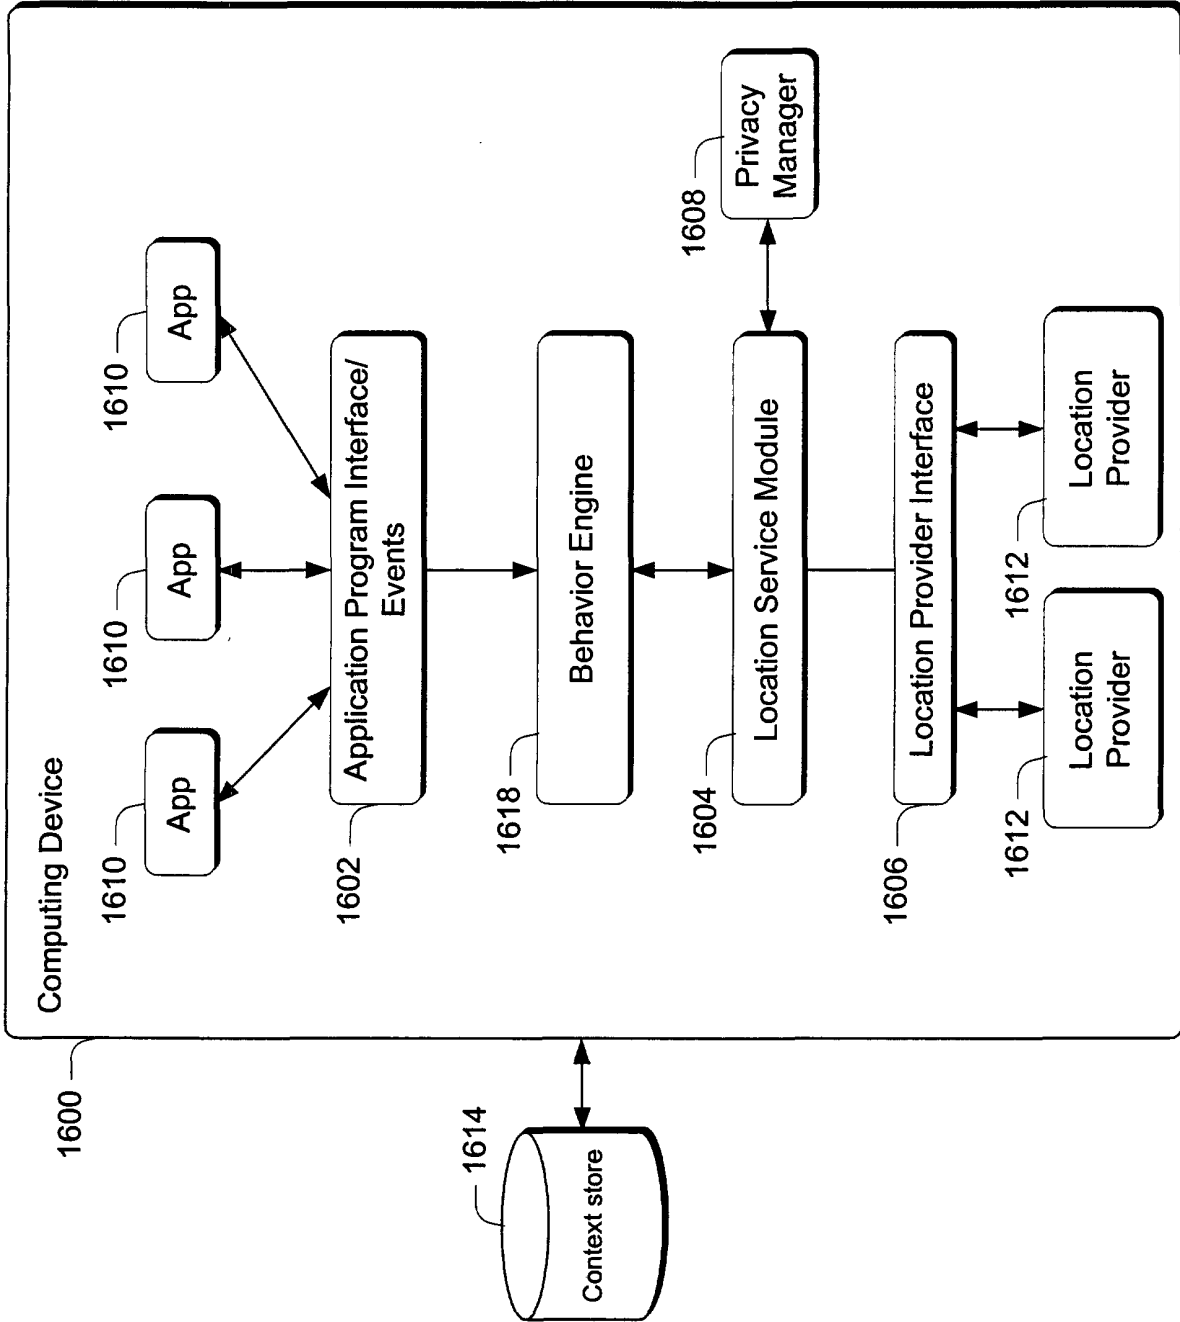 Computing Device
1600
1610
App
1610
App
1610
App
1602
Application Program Interface/
Events
1618
Behavior Engine
1604
Location Service Module
1608
Privacy
Manager
1606
Location Provider Interface
1612
Location
Provider
1612
Location
Provider
1614
Context store